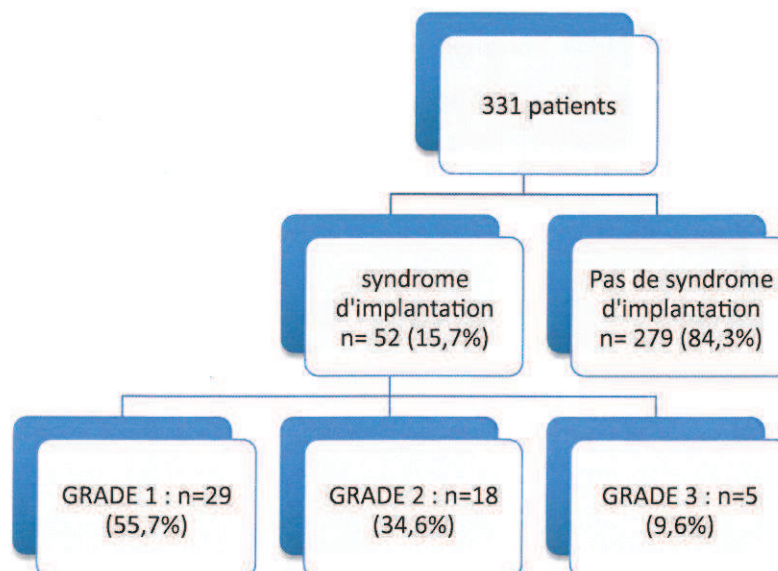 331 patients
syndrome
d'implantation
n= 52 (15,7%)
Pas de syndrome
d'implantation
n= 279 (84,3%)
GRADE 1 : n=29
(55,7%)
GRADE 2 : n=18
(34,6%)
GRADE 3 : n=5
(9,6%)